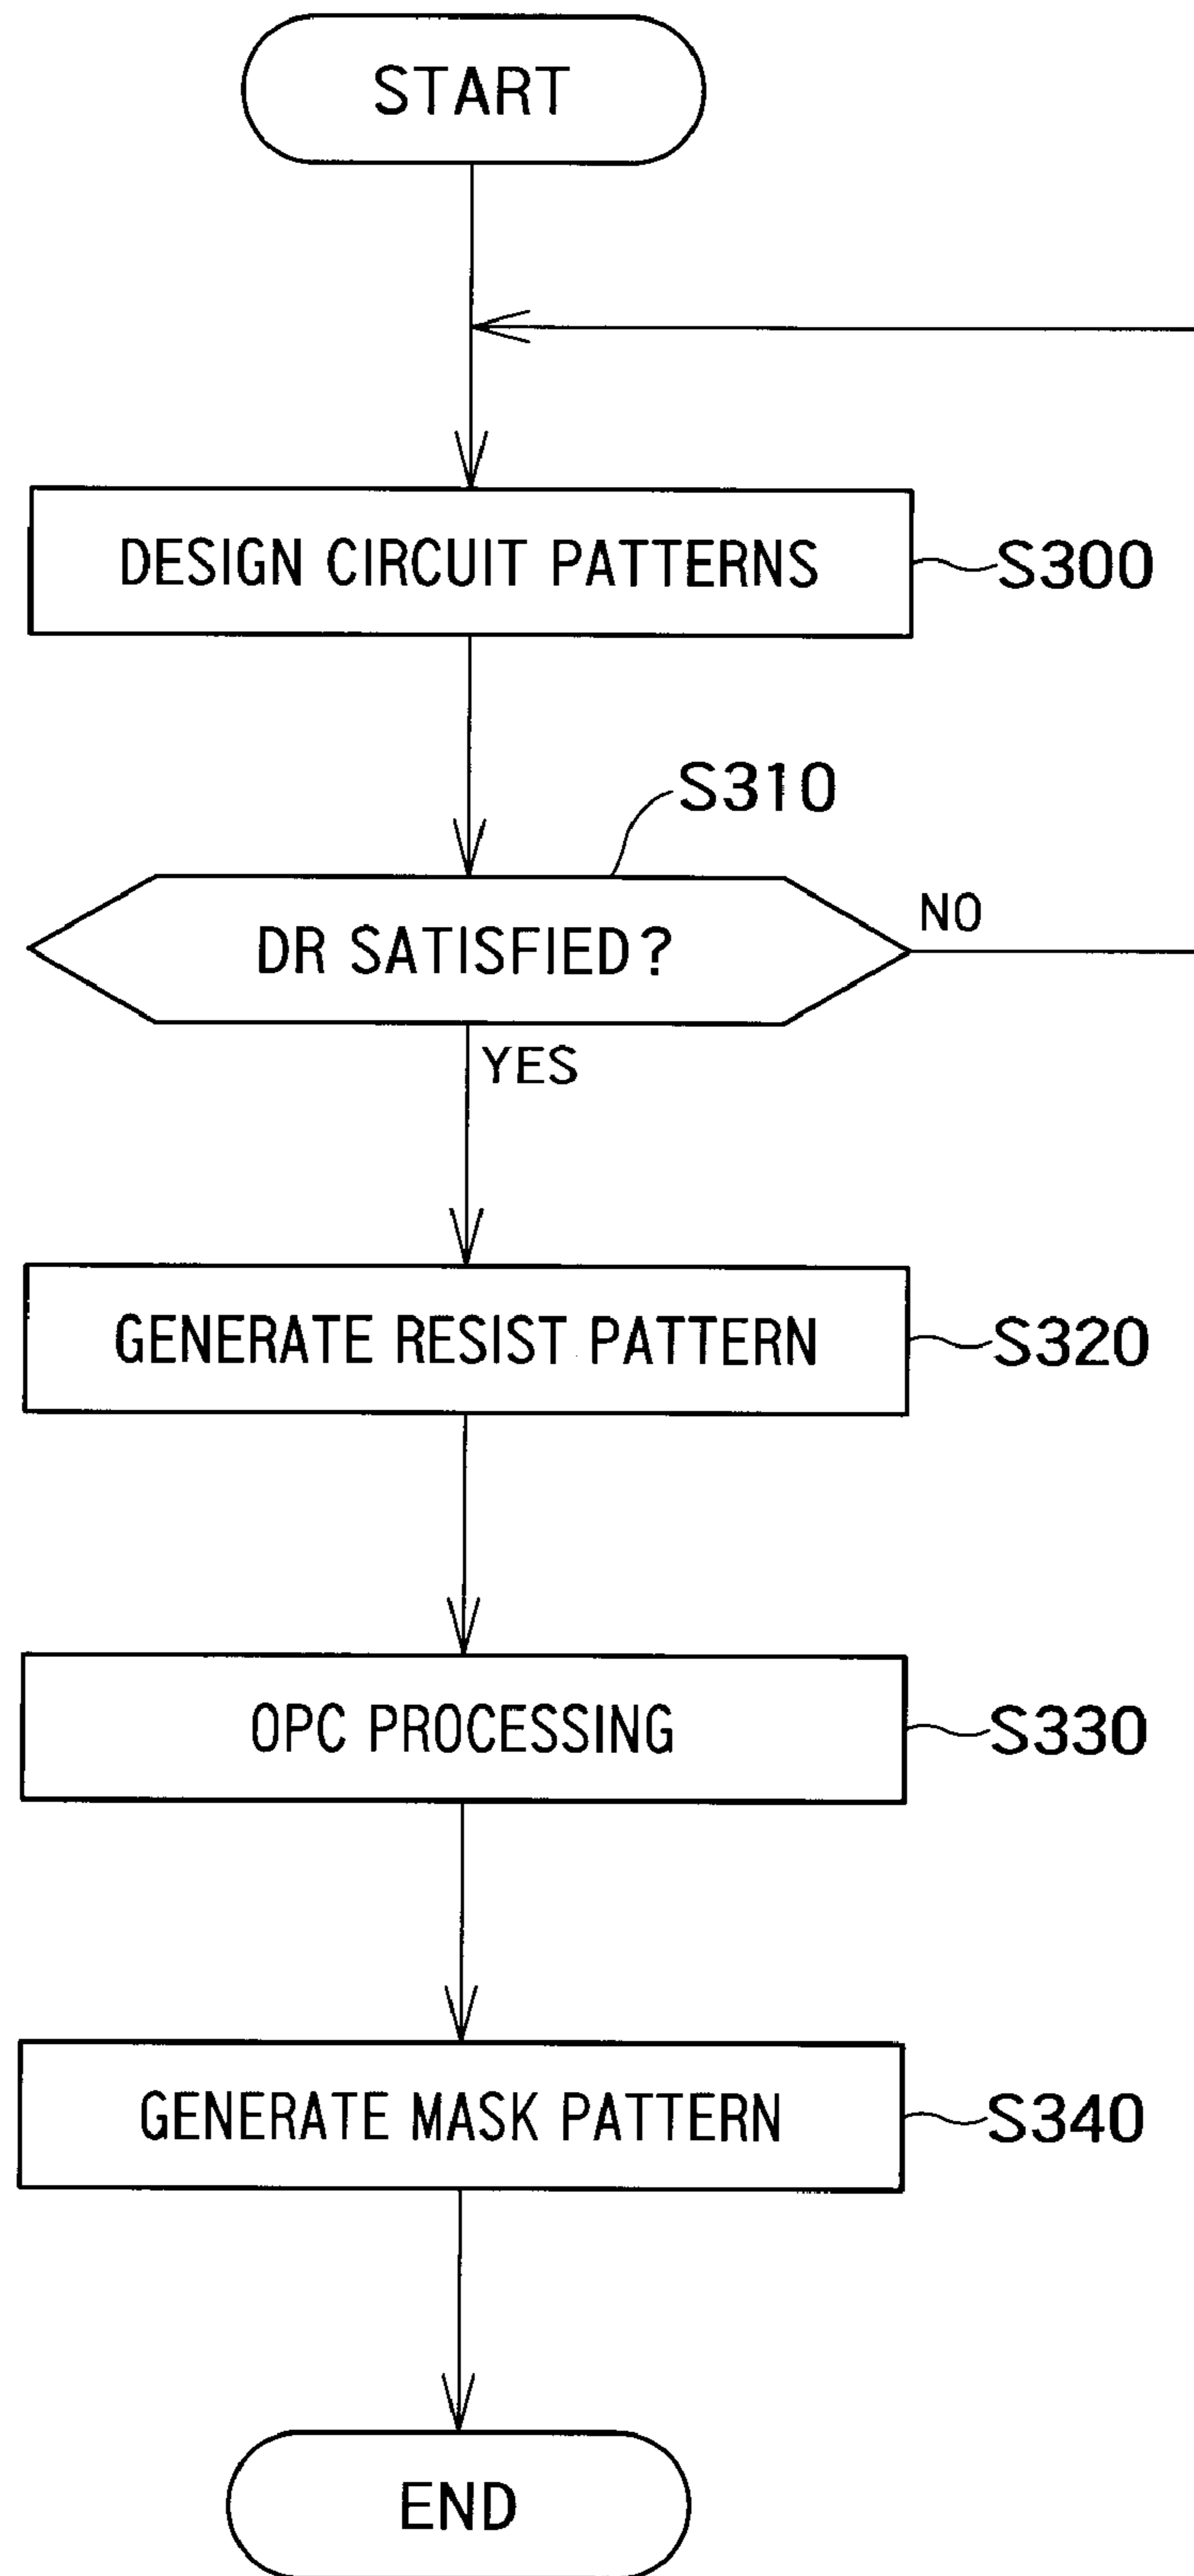 START
DESIGN CIRCUIT PATTERNS
S300
S310
DR SATISFIED?
NO
YES
GENERATE RESIST PATTERN
S320
OPC PROCESSING
S330
GENERATE MASK PATTERN
S340
END